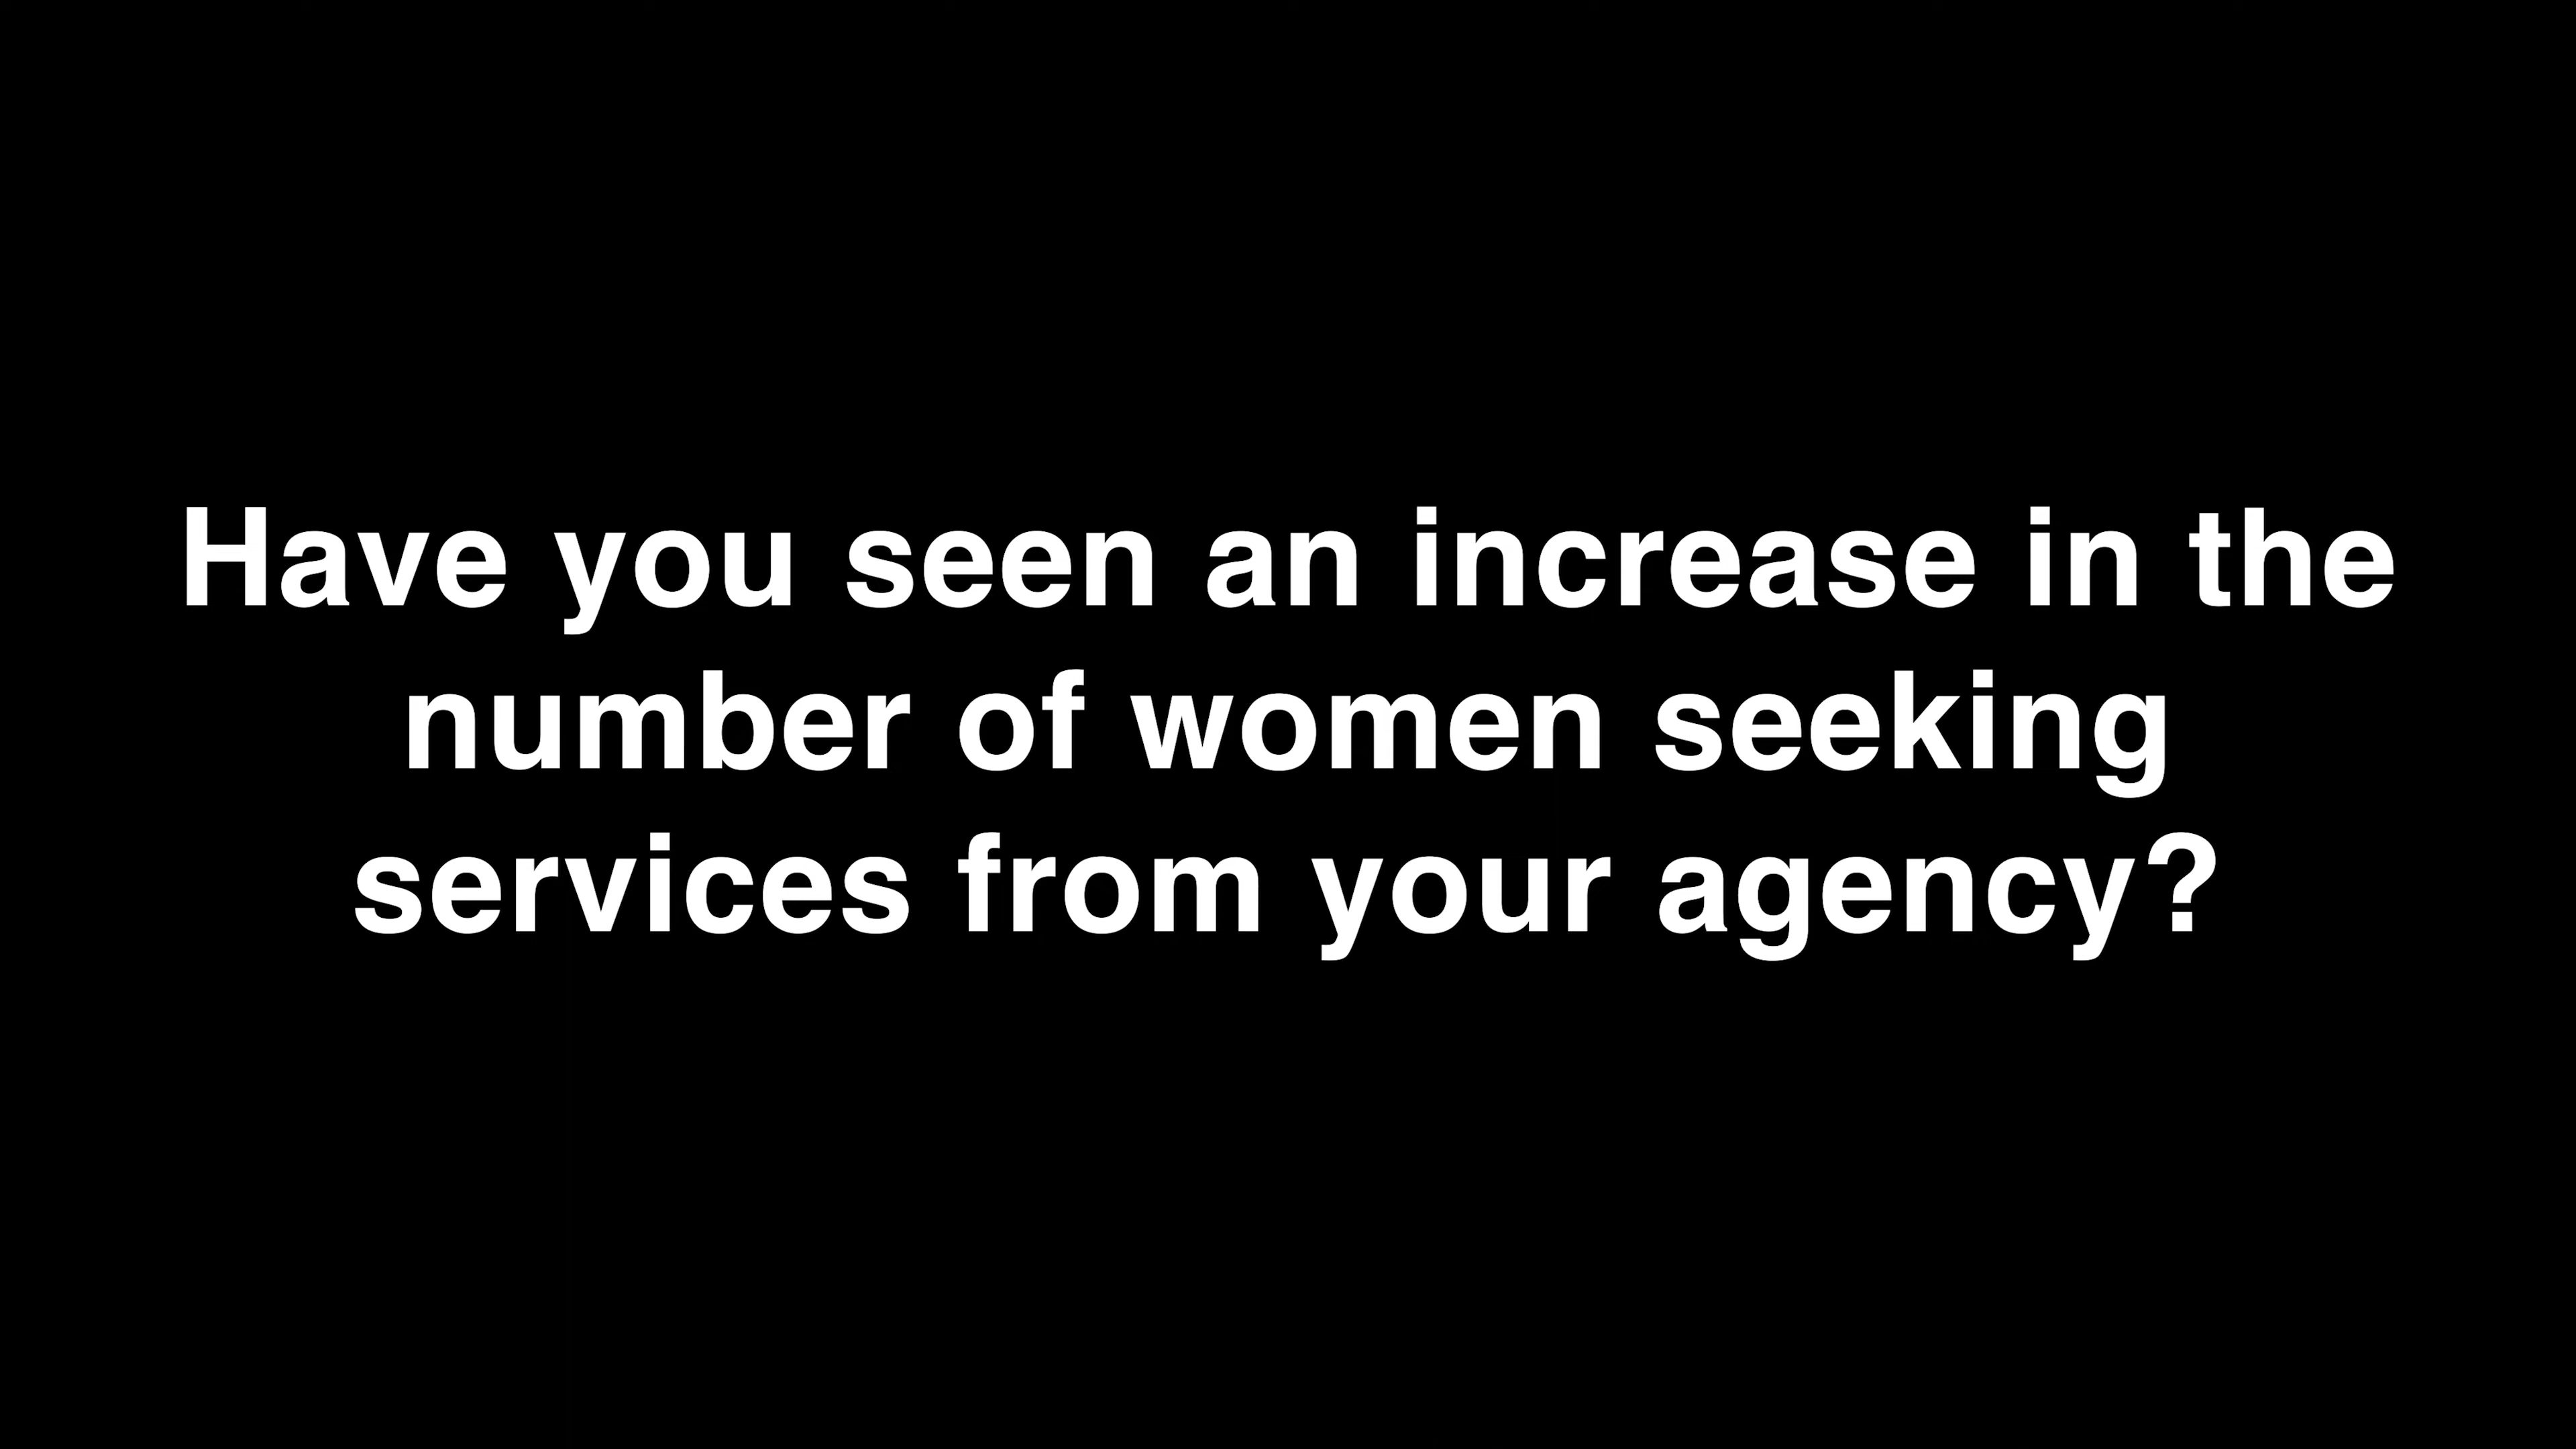 Have you seen an increase in the
number of women seeking
services from your agency?